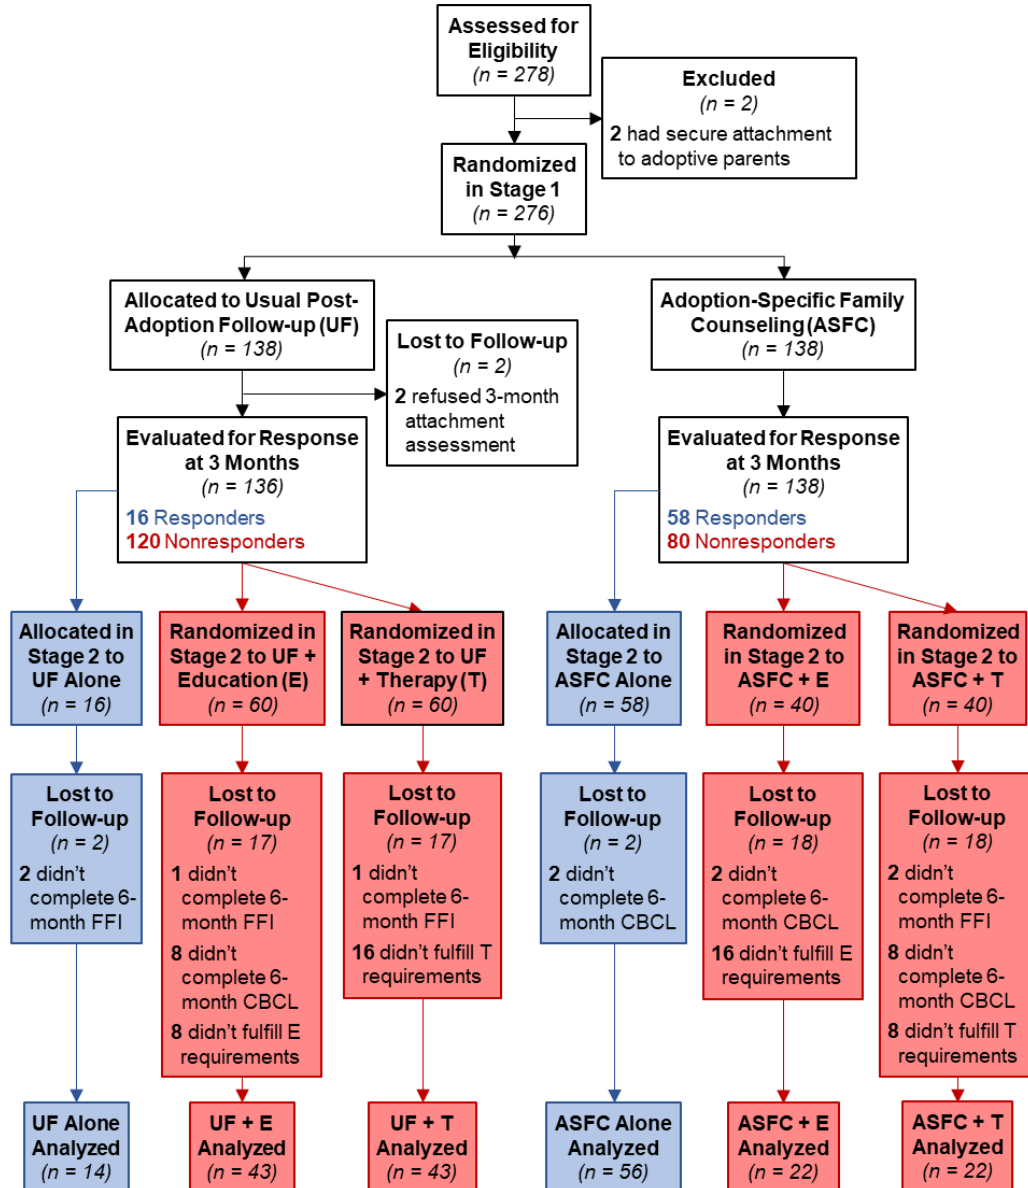 Assessed for
Eligibility
(n = 278)
Excluded
(n = 2)
2 had secure attachment
to adoptive parents
Randomized
in Stage 1
(n = 276)
Allocated to Usual Post-
Adoption Follow-up (UF)
(n = 138)
Lost to Follow-up
(n = 2)
2 refused 3-month
attachment
assessment
Evaluated for Response
at 3 Months
(n = 136)
16 Responders
120 Nonresponders
Adoption-Specific Family
Counseling (ASFC)
(n = 138)
Evaluated for Response
at 3 Months
(n = 138)
58 Responders
80 Nonresponders
Allocated in
Stage 2 to
UF Alone
(n = 16)
Randomized in
Stage 2 to UF +
Education (E)
(n = 60)
Randomized in
Stage 2 to UF
+ Therapy (T)
(n = 60)
Allocated in
Stage 2 to
ASFC Alone
(n = 58)
Randomized
in Stage 2 to
ASFC + E
(n = 40)
Randomized
in Stage 2 to
ASFC + T
(n = 40)
Lost to
Follow-up
(n = 2)
2 didn’t
complete 6-
month FFI
Lost to
Follow-up
(n = 17)
1 didn’t
complete 6-
month FFI
8 didn’t
complete 6-
month CBCL
8 didn’t fulfill E
requirements
Lost to
Follow-up
(n = 17)
1 didn’t
complete 6-
month FFI
16 didn’t fulfill T
requirements
Lost to
Follow-up
(n = 2)
2 didn’t
complete 6-
month CBCL
Lost to
Follow-up
(n = 18)
2 didn’t
complete 6-
month CBCL
16 didn’t fulfill E
requirements
Lost to
Follow-up
(n = 18)
2 didn’t
complete 6-
month FFI
8 didn’t
complete 6-
month CBCL
8 didn’t fulfill T
requirements
UF Alone
Analyzed
(n = 14)
UF + E
Analyzed
(n = 43)
UF + T
Analyzed
(n = 43)
ASFC Alone
Analyzed
(n = 56)
ASFC + E
Analyzed
(n = 22)
ASFC + T
Analyzed
(n = 22)